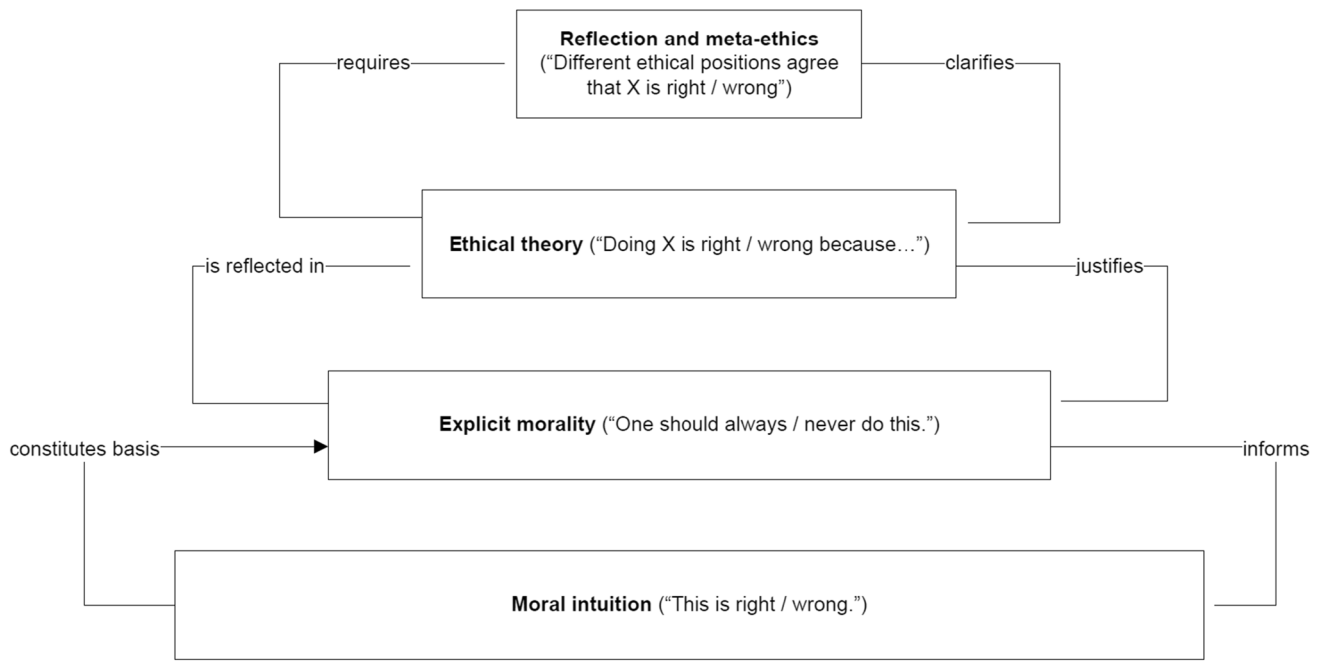 Reflection and meta-ethics
requires
(“Different ethical positions agree
clarifies
that X is right / wrong”)
Ethical theory (“Doing X is right / wrong because…”)
is reflected in
justifies
Explicit morality (“One should always / never do this.”)
constitutes basis
informs
Moral intuition (“This is right / wrong.”)